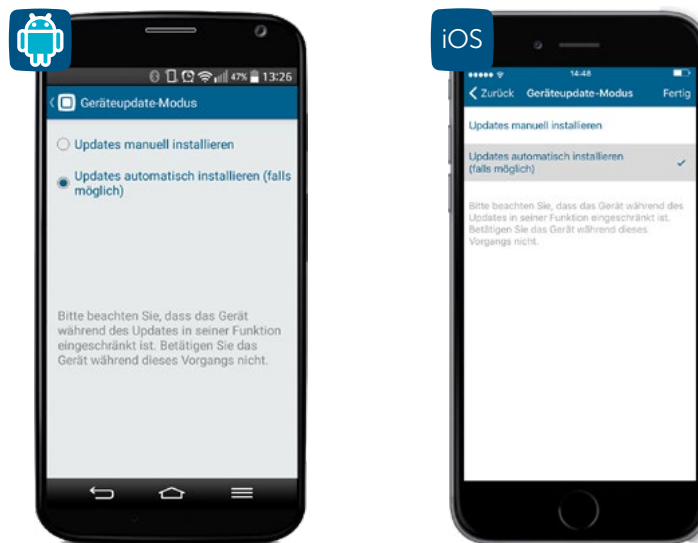 47% 13:26
Geräteupdate-Modus
Updates manuell installieren
Updates automatisch installieren (falls
möglich)
Bitte beachten Sie, dass das Gerät
während des Updates in seiner Funktion
eingeschränkt ist. Betätigen Sie das
Gerät während dieses Vorgangs nicht.
iOS
14:48
Zurück Geräteupdate-Modus Fertig
Updates manuell installieren
Updates automatisch installieren
(falls möglich)
Bitte beachten Sie, dass das Gerät während des
Updates in seiner Funktion eingeschränkt ist.
Betätigen Sie das Gerät während dieses
Vorgangs nicht.